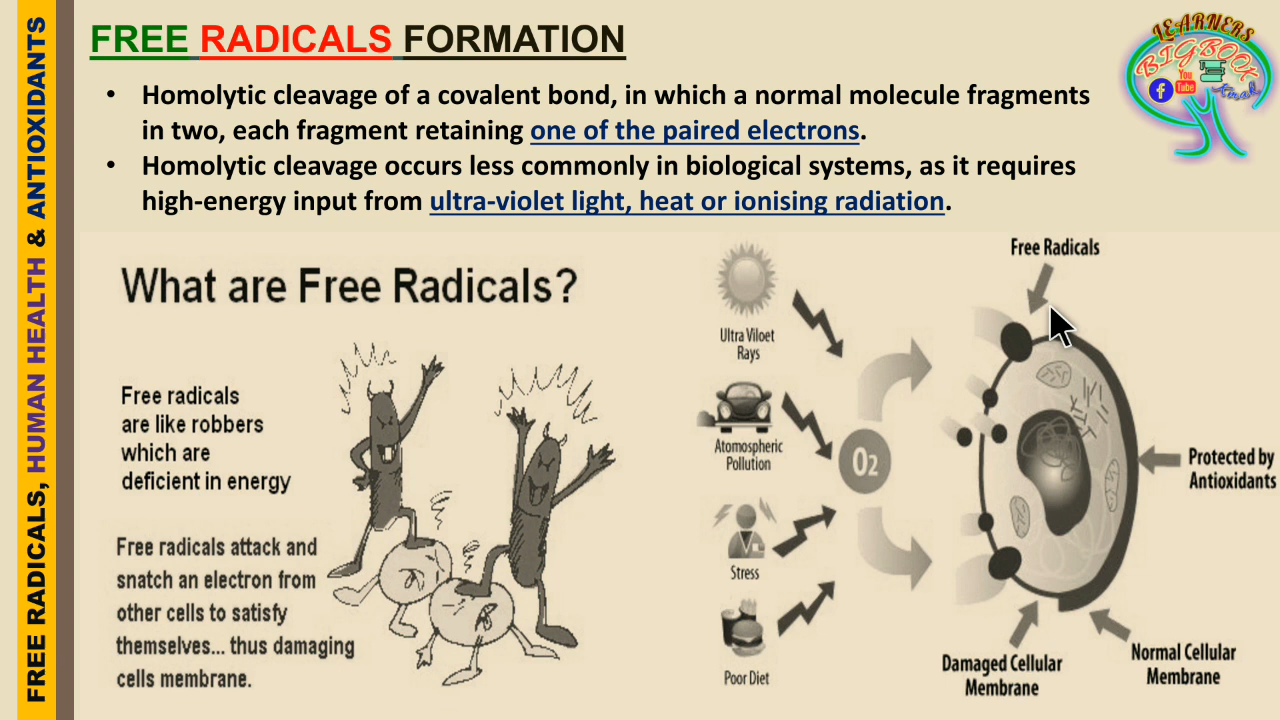 FREE RADICALS, HUMAN HEALTH & ANTIOXIDANTS
FREE RADICALS FORMATION
• Homolytic cleavage of a covalent bond, in which a normal molecule fragments
in two, each fragment retaining one of the paired electrons.
• Homolytic cleavage occurs less commonly in biological systems, as it requires
high-energy input from ultra-violet light, heat or ionising radiation.
LEARNERS
BIGBOOK
You
Tube
f
What are Free Radicals?
Free radicals
are like robbers
which are
deficient in energy
Free radicals attack and
snatch an electron from
other cells to satisfy
themselves... thus damaging
cells membrane.
Ultra Viloet
Rays
Atomospheric
Pollution
Stress
Poor Diet
O2
Free Radicals
Protected by
Antioxidants
Normal Cellular
Membrane
Damaged Cellular
Membrane